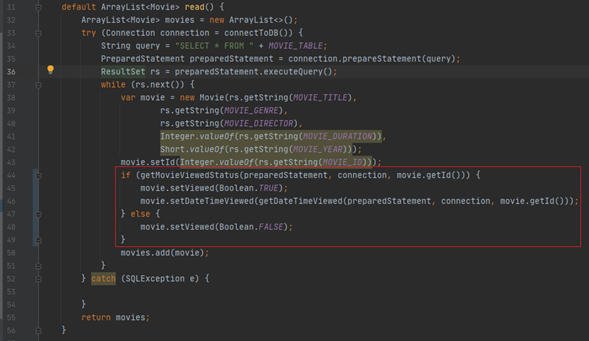 31 default ArrayList<Movie> read() {
32 ArrayList<Movie> movies = new ArrayList<>();
33 try (Connection connection = connectToDB()) {
34 String query = "SELECT * FROM " + MOVIE_TABLE;
35 PreparedStatement preparedStatement = connection.prepareStatement(query);
36 ResultSet rs = preparedStatement.executeQuery();
37 while (rs.next()) {
38 var movie = new Movie(rs.getString(MOVIE_TITLE),
39 rs.getString(MOVIE_GENRE),
40 rs.getString(MOVIE_DIRECTOR),
41 Integer.valueOf(rs.getString(MOVIE_DURATION)),
42 Short.valueOf(rs.getString(MOVIE_YEAR)));
43 movie.setId(Integer.valueOf(rs.getString(MOVIE_ID)));
44 if (getMovieViewedStatus(preparedStatement, connection, movie.getId())) {
45 movie.setViewed(Boolean.TRUE);
46 movie.setDateTimeViewed(getDateTimeViewed(preparedStatement, connection, movie.getId()));
47 } else {
48 movie.setViewed(Boolean.FALSE);
49 }
50 movies.add(movie);
51 }
52 } catch (SQLException e) {
53
54 }
55 return movies;
56 }